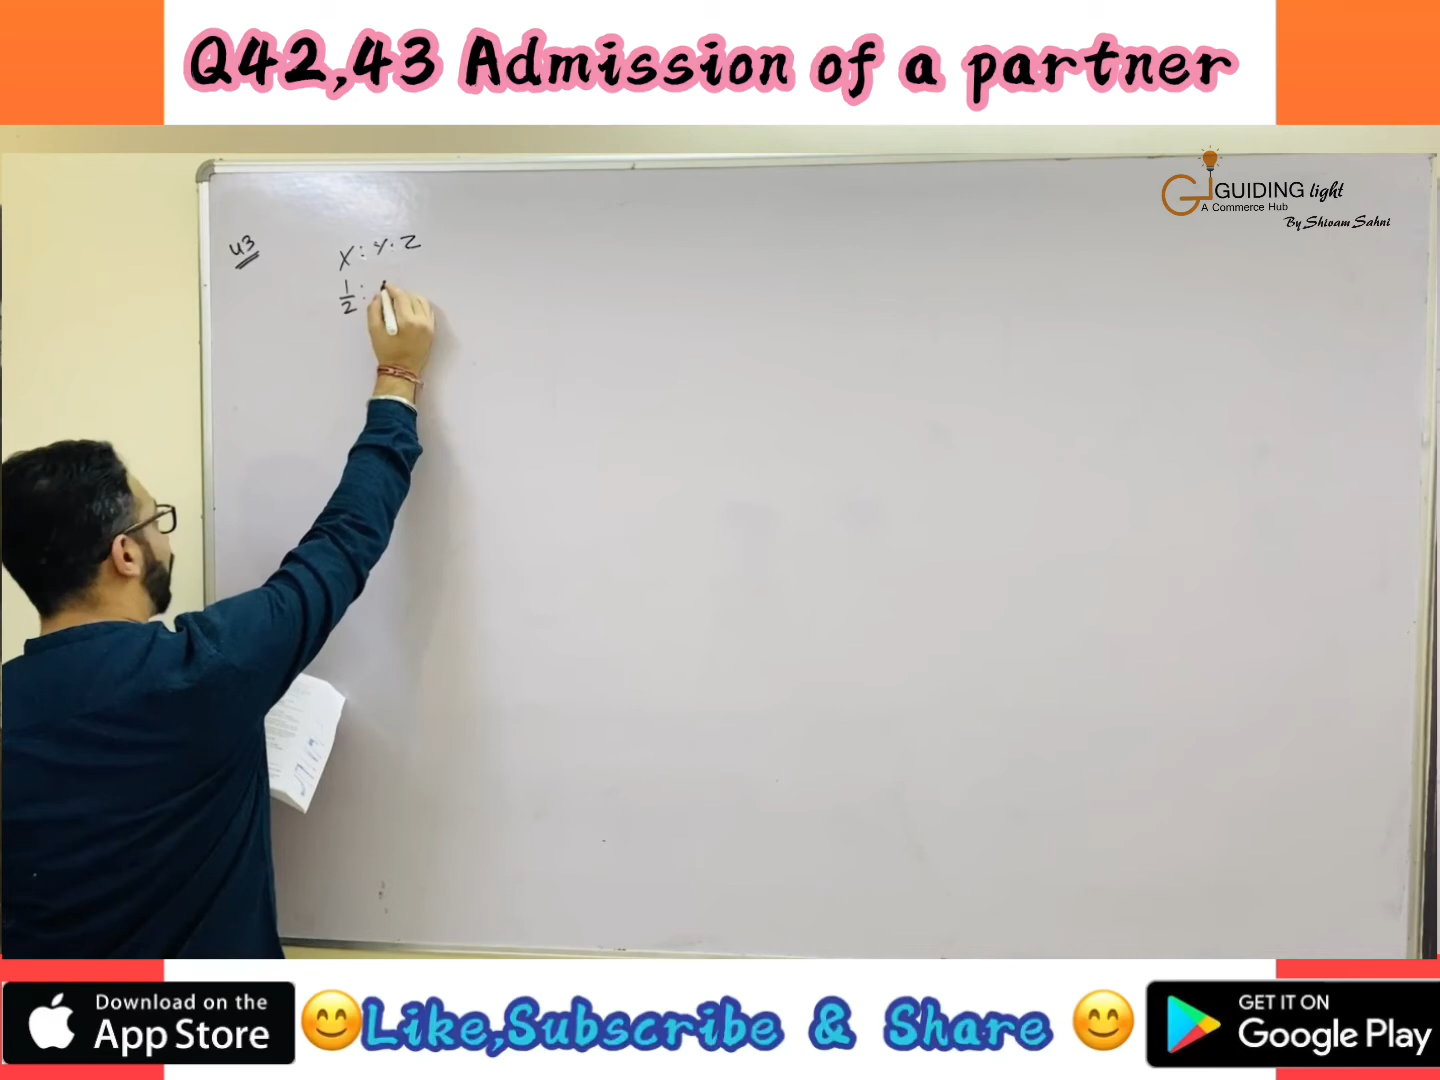 Q42,43 Admission of a partner
GUIDING light
A Commerce Hub
By Shivam Sahni
43
X : Y : Z
1/2 :
Download on the
App Store
😊Like,Subscribe & Share 😊
GET IT ON
Google Play